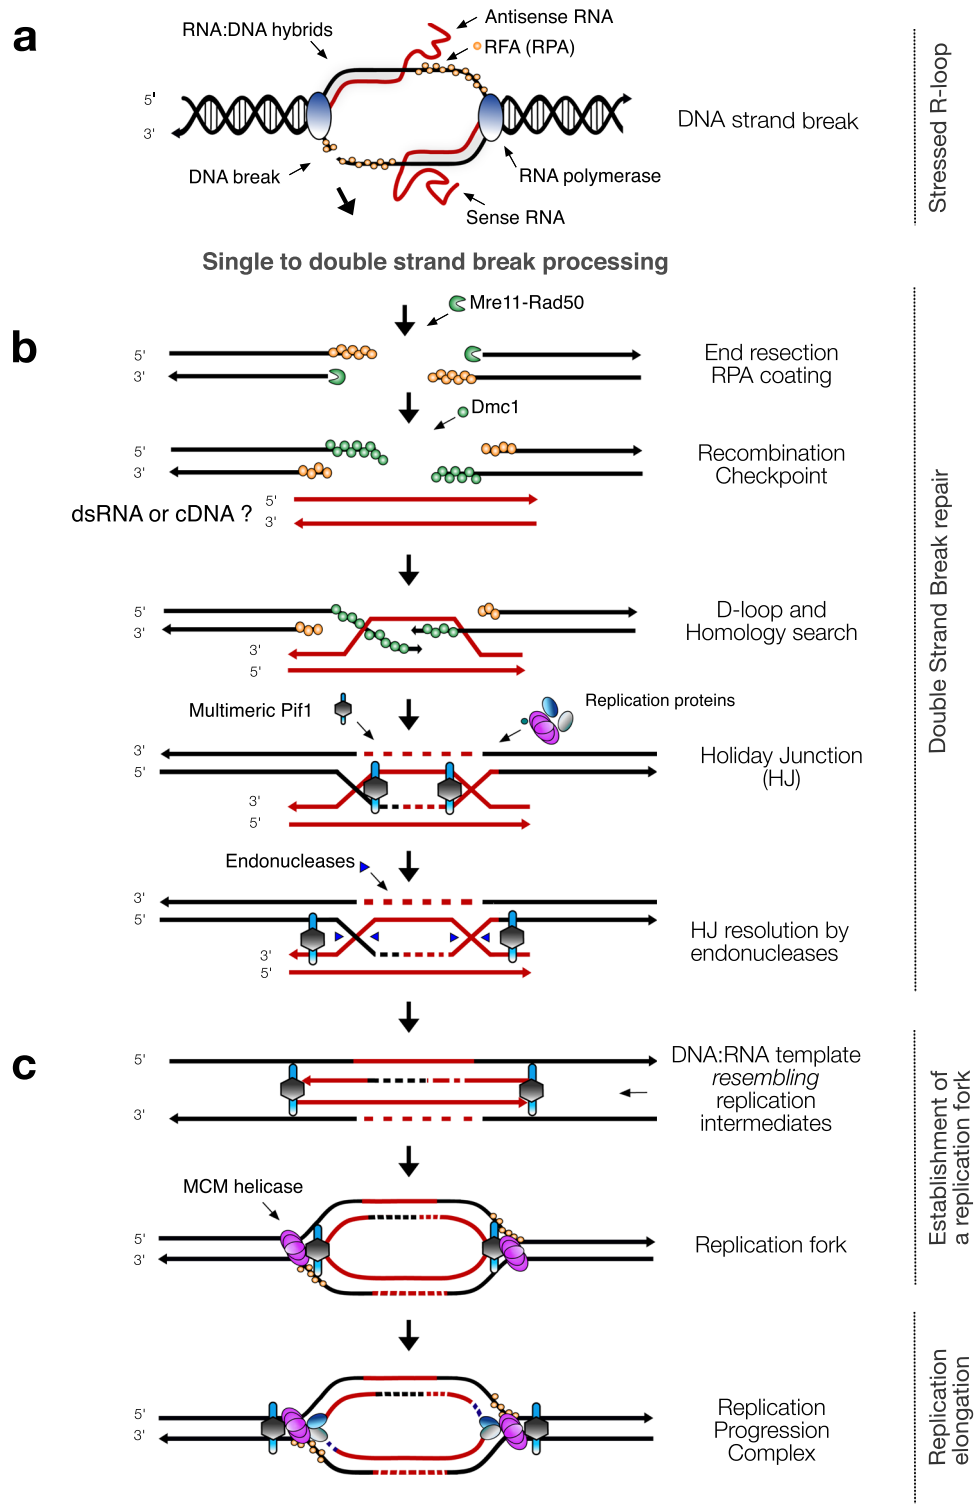 a
RNA:DNA hybrids
Antisense RNA
RFA (RPA)
5'
3'
DNA strand break
DNA break
RNA polymerase
Sense RNA
Stressed R-loop
Single to double strand break processing
Mre11-Rad50
b
5'
3'
End resection
RPA coating
Dmc1
5'
3'
Recombination
Checkpoint
dsRNA or cDNA ?
5'
3'
5'
3'
3'
5'
D-loop and
Homology search
Multimeric Pif1
Replication proteins
3'
5'
3'
5'
Holiday Junction
(HJ)
Endonucleases
3'
5'
3'
5'
HJ resolution by
endonucleases
Double Strand Break repair
c
5'
3'
DNA:RNA template
resembling
replication
intermediates
MCM helicase
5'
3'
Replication fork
Establishment of
a replication fork
5'
3'
Replication
Progression
Complex
Replication
elongation